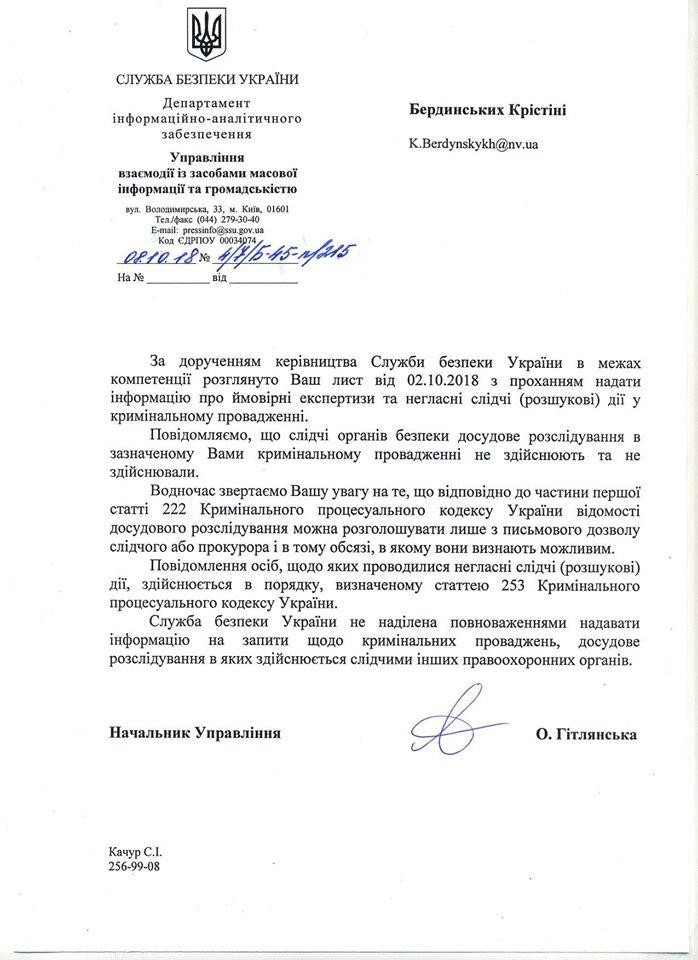 СЛУЖБА БЕЗПЕКИ УКРАЇНИ
Департамент
інформаційно-аналітичного
забезпечення
Управління
взаємодії із засобами масової
інформації та громадськістю
вул. Володимирська, 33, м. Київ, 01601
Тел./факс (044) 279-30-40
E-mail: pressinfo@ssu.gov.ua
Код ЄДРПОУ 00034074
08.10.18 № 4/7/Б-45-п/215
На № ____________ від ____________
Бердинських Крістіні
K.Berdynskykh@nv.ua
За дорученням керівництва Служби безпеки України в межах
компетенції розглянуто Ваш лист від 02.10.2018 з проханням надати
інформацію про ймовірні експертизи та негласні слідчі (розшукові) дії у
кримінальному провадженні.
Повідомляємо, що слідчі органів безпеки досудове розслідування в
зазначеному Вами кримінальному провадженні не здійснюють та не
здійснювали.
Водночас звертаємо Вашу увагу на те, що відповідно до частини першої
статті 222 Кримінального процесуального кодексу України відомості
досудового розслідування можна розголошувати лише з письмового дозволу
слідчого або прокурора і в тому обсязі, в якому вони визнають можливим.
Повідомлення осіб, щодо яких проводилися негласні слідчі (розшукові)
дії, здійснюється в порядку, визначеному статтею 253 Кримінального
процесуального кодексу України.
Служба безпеки України не наділена повноваженнями надавати
інформацію на запити щодо кримінальних проваджень, досудове
розслідування в яких здійснюється слідчими інших правоохоронних органів.
Начальник Управління О. Гітлянська
Качур С.І.
256-99-08